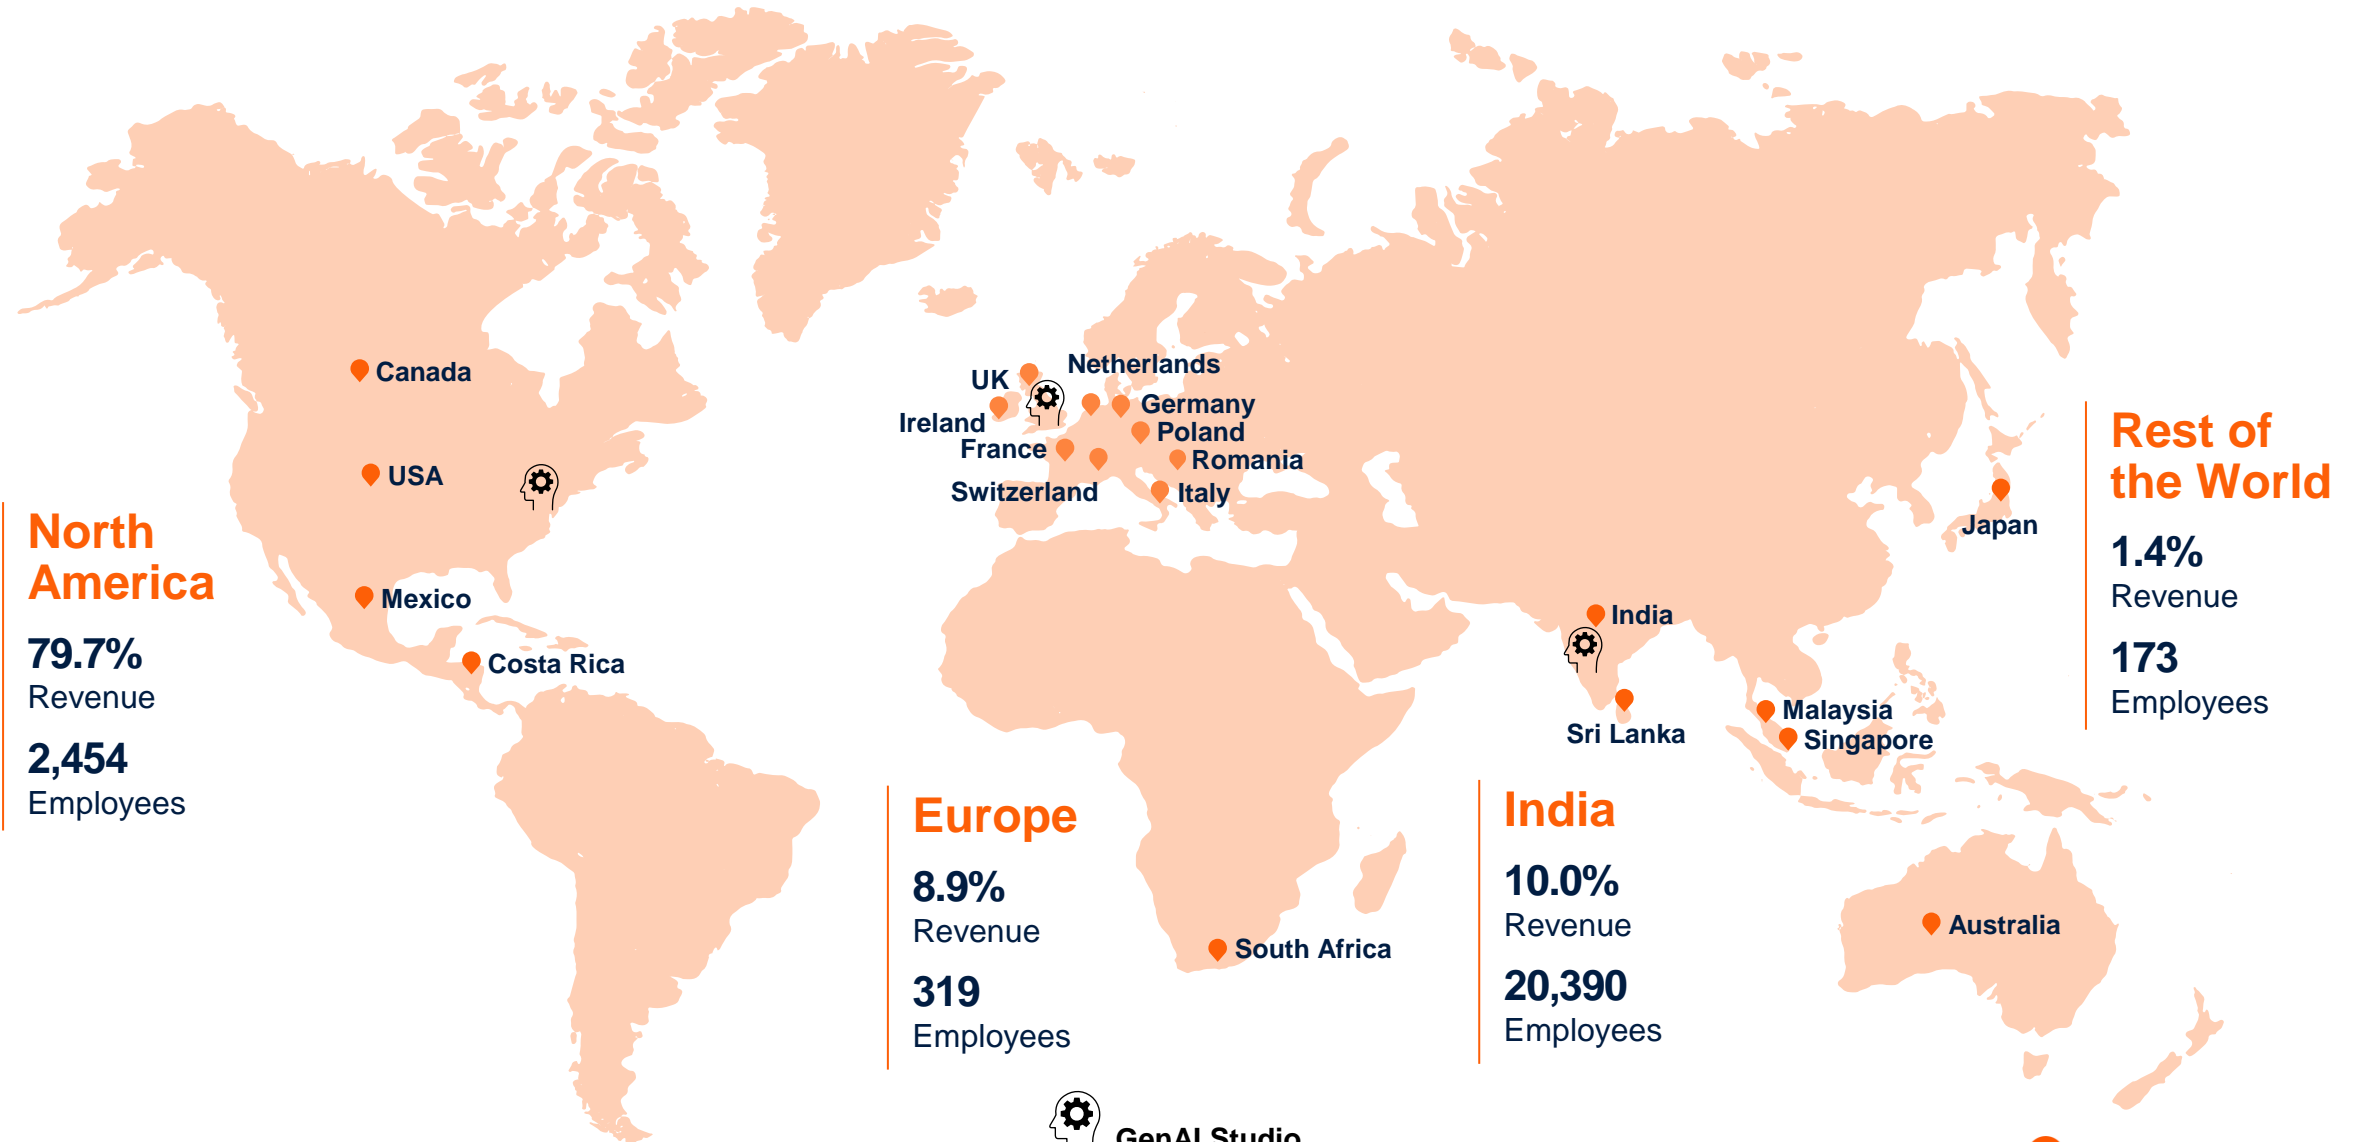 Canada
USA
Mexico
Costa Rica
North
America
79.7%
Revenue
2,454
Employees
UK
Netherlands
Ireland
Germany
France
Poland
Romania
Switzerland
Italy
South Africa
Europe
8.9%
Revenue
319
Employees
India
Sri Lanka
Malaysia
Singapore
Japan
Australia
India
10.0%
Revenue
20,390
Employees
Rest of
the World
1.4%
Revenue
173
Employees
GenAI Studio